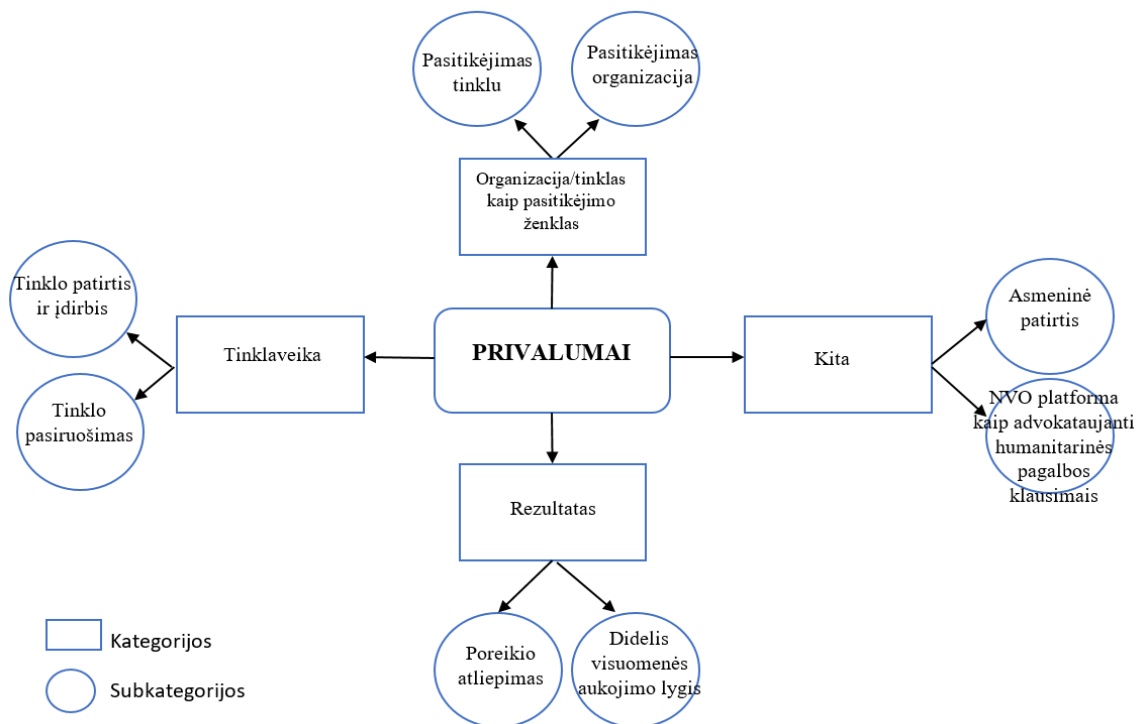 Pasitikėjimas
tinklu
Pasitikėjimas
organizacija
Organizacija/tinklas
kaip pasitikėjimo
ženklas
Tinklo patirtis
ir įdirbis
Tinklo
pasiruošimas
Tinklaveika
PRIVALUMAI
Kita
Asmeninė
patirtis
NVO platforma
kaip advokataujanti
humanitarinės
pagalbos
klausimais
Rezultatas
Poreikio
atliepimas
Didelis
visuomenės
aukojimo lygis
Kategorijos
Subkategorijos